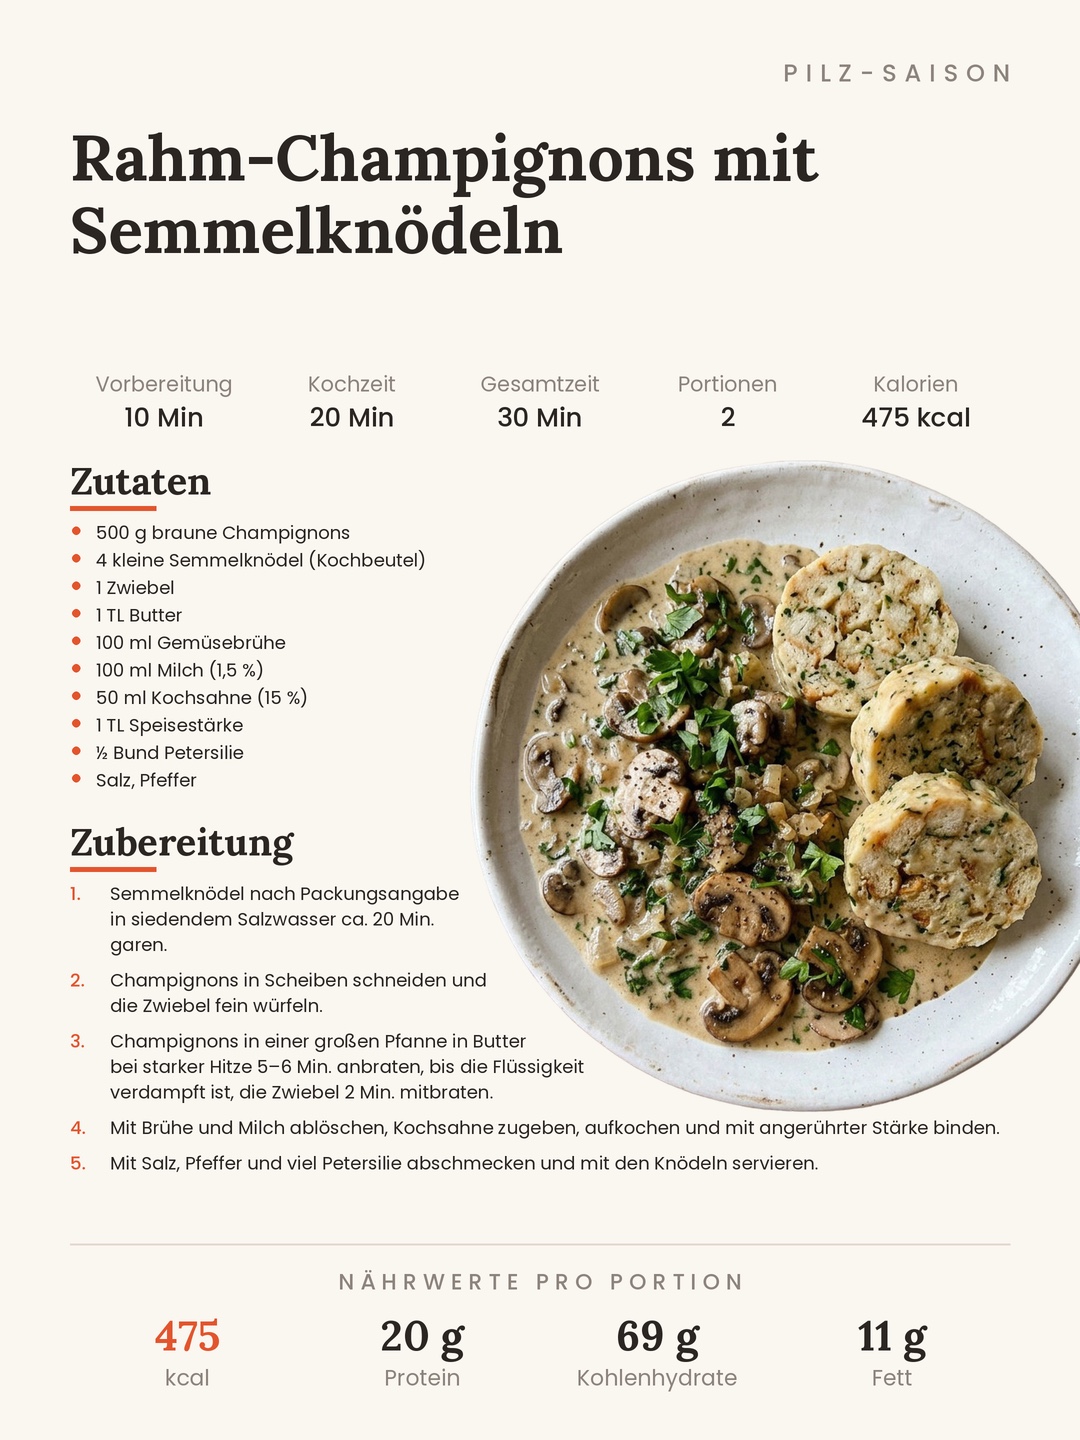 PILZ-SAISON
Rahm-Champignons mit
Semmelknödeln
Vorbereitung Kochzeit Gesamtzeit Portionen Kalorien
10 Min 20 Min 30 Min 2 475 kcal
Zutaten
• 500 g braune Champignons
• 4 kleine Semmelknödel (Kochbeutel)
• 1 Zwiebel
• 1 TL Butter
• 100 ml Gemüsebrühe
• 100 ml Milch (1,5 %)
• 50 ml Kochsahne (15 %)
• 1 TL Speisestärke
• ½ Bund Petersilie
• Salz, Pfeffer
Zubereitung
1. Semmelknödel nach Packungsangabe
in siedendem Salzwasser ca. 20 Min.
garen.
2. Champignons in Scheiben schneiden und
die Zwiebel fein würfeln.
3. Champignons in einer großen Pfanne in Butter
bei starker Hitze 5–6 Min. anbraten, bis die Flüssigkeit
verdampft ist, die Zwiebel 2 Min. mitbraten.
4. Mit Brühe und Milch ablöschen, Kochsahne zugeben, aufkochen und mit angerührter Stärke binden.
5. Mit Salz, Pfeffer und viel Petersilie abschmecken und mit den Knödeln servieren.
NÄHRWERTE PRO PORTION
475 20 g 69 g 11 g
kcal Protein Kohlenhydrate Fett